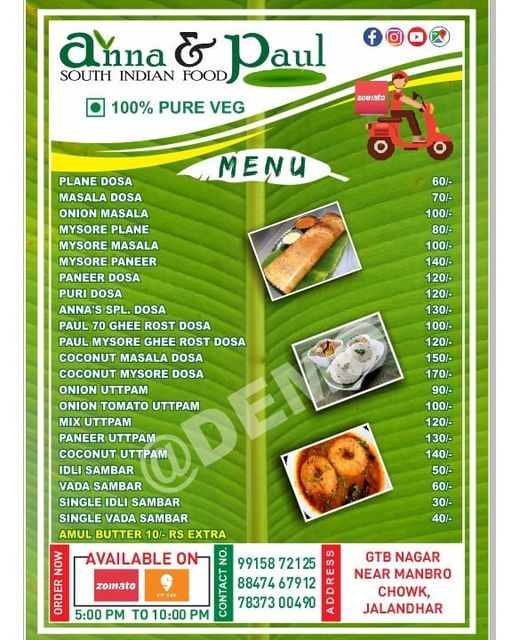 anna & Paul
SOUTH INDIAN FOOD
100% PURE VEG
zomato
MENU
PLANE DOSA 60/-
MASALA DOSA 70/-
ONION MASALA 100/-
MYSORE PLANE 80/-
MYSORE MASALA 100/-
MYSORE PANEER 140/-
PANEER DOSA 120/-
PURI DOSA 120/-
ANNA'S SPL. DOSA 130/-
PAUL 70 GHEE ROST DOSA 100/-
PAUL MYSORE GHEE ROST DOSA 120/-
COCONUT MASALA DOSA 150/-
COCONUT MYSORE DOSA 170/-
ONION UTTPAM 90/-
ONION TOMATO UTTPAM 100/-
MIX UTTPAM 120/-
PANEER UTTPAM 130/-
COCONUT UTTPAM 140/-
IDLI SAMBAR 50/-
VADA SAMBAR 60/-
SINGLE IDLI SAMBAR 30/-
SINGLE VADA SAMBAR 40/-
AMUL BUTTER 10/- RS EXTRA
@DEMO
ORDER NOW
AVAILABLE ON
zomato
SWIGGY
5:00 PM TO 10:00 PM
CONTACT NO.
99158 72125
88474 67912
78373 00490
ADDRESS
GTB NAGAR
NEAR MANBRO
CHOWK,
JALANDHAR